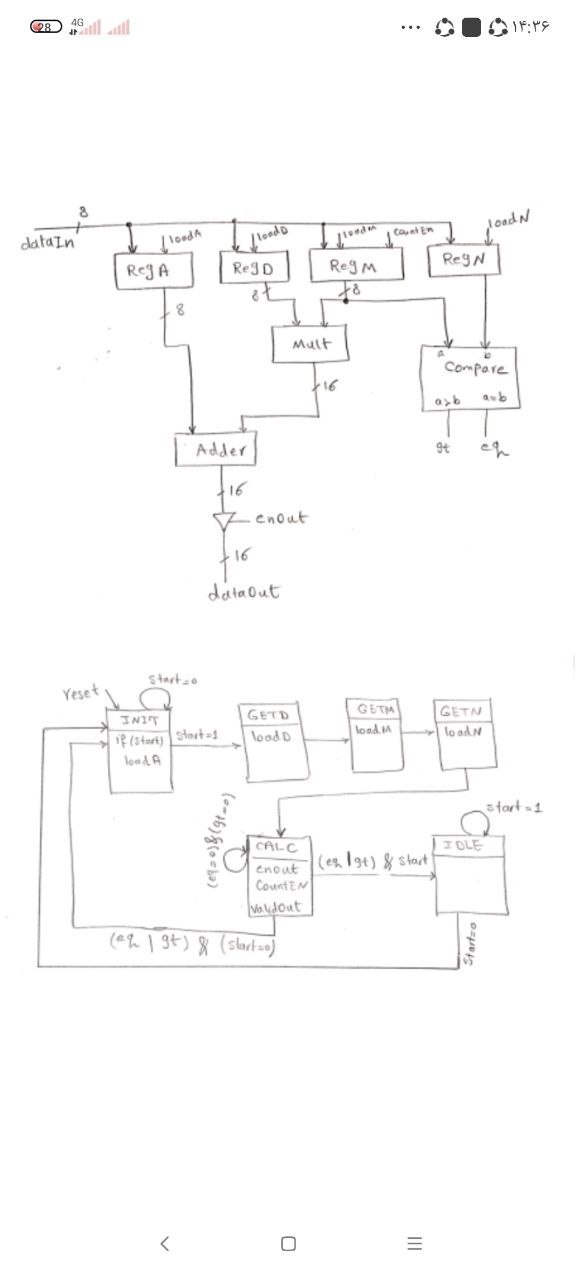 28 4G ... ۱۴:۳۶
8
dataIn
loadA
loadD
loadM
CountEn
loadN
RegA
RegD
RegM
RegN
8
8
8
Mult
a b
Compare
a>b a=b
16
gt eq
Adder
16
enout
16
dataOut
reset
Start=0
INIT
if (start)
loadA
Start=1
GETD
loadD
GETM
loadM
GETN
loadN
(eq=0)&(gt=0)
CALC
enout
CountEN
validOut
(eq | gt) & Start
start=1
IDLE
(eq | gt) & (start=0)
Start=0